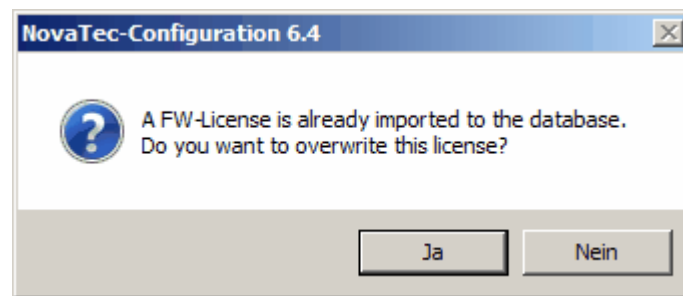 NovaTec-Configuration 6.4
A FW-License is already imported to the database.
Do you want to overwrite this license?
Ja
Nein